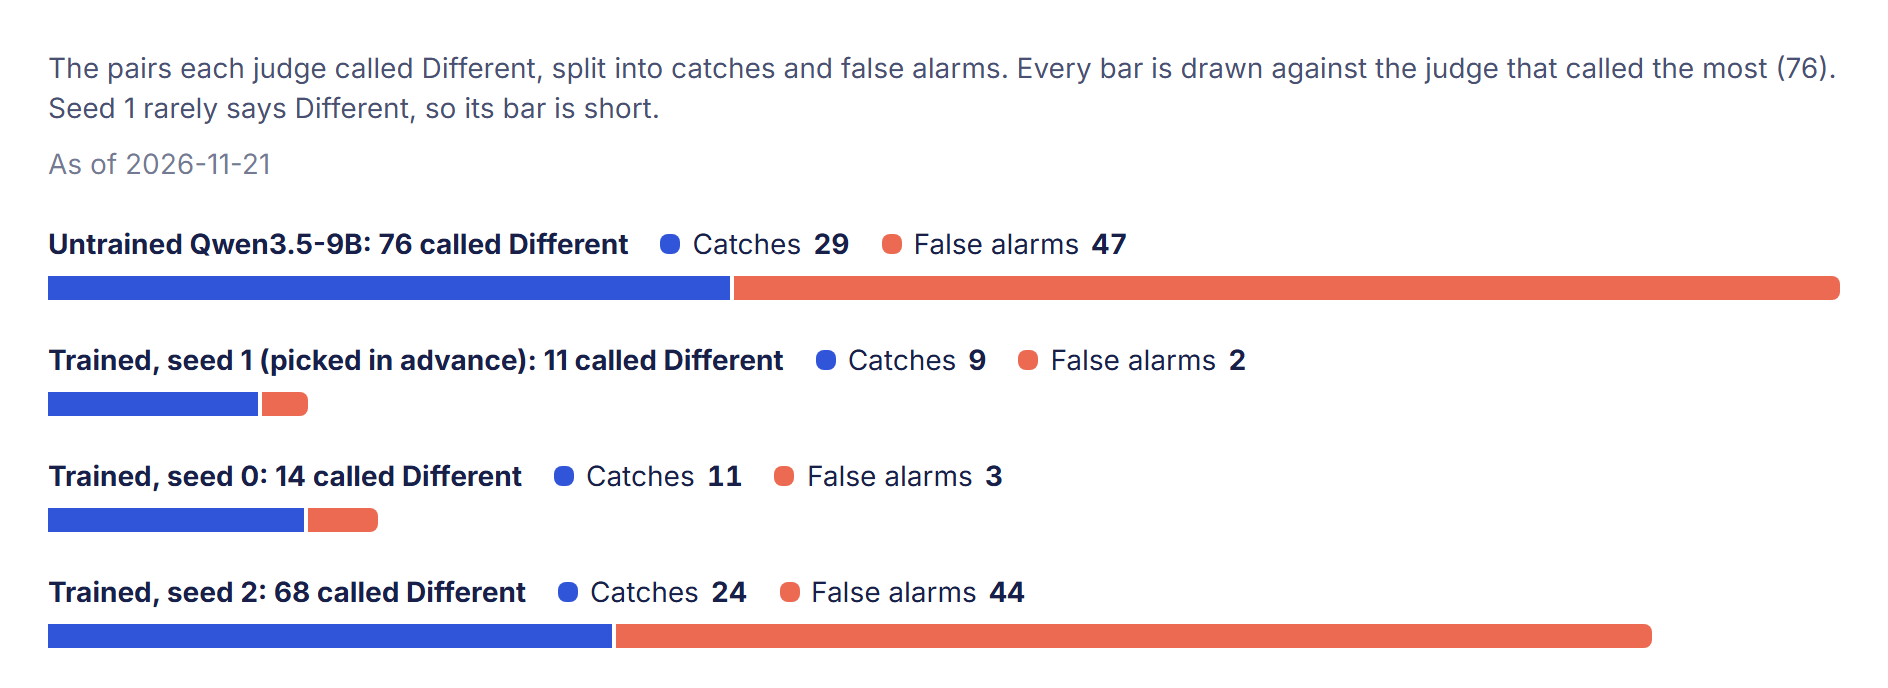 The pairs each judge called Different, split into catches and false alarms. Every bar is drawn against the judge that called the most (76).
Seed 1 rarely says Different, so its bar is short.
As of 2026-11-21
Untrained Qwen3.5-9B: 76 called Different Catches 29 False alarms 47
Trained, seed 1 (picked in advance): 11 called Different Catches 9 False alarms 2
Trained, seed 0: 14 called Different Catches 11 False alarms 3
Trained, seed 2: 68 called Different Catches 24 False alarms 44